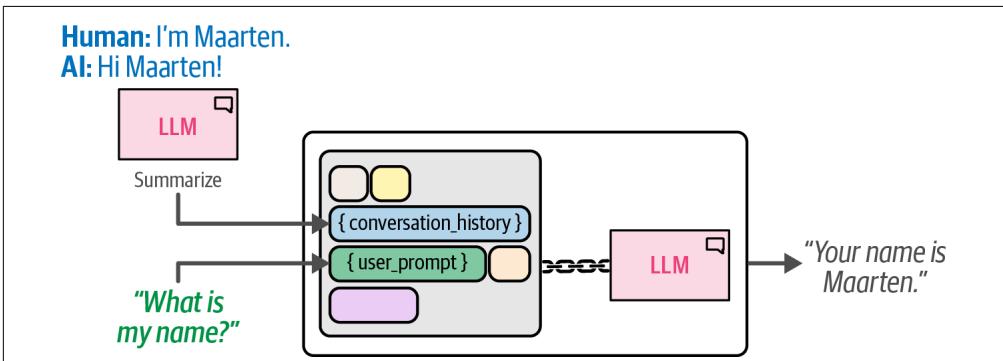 Human: I'm Maarten.
AI: Hi Maarten!
LLM
Summarize
{ conversation_history }
{ user_prompt }
"What is
my name?"
LLM
"Your name is
Maarten."